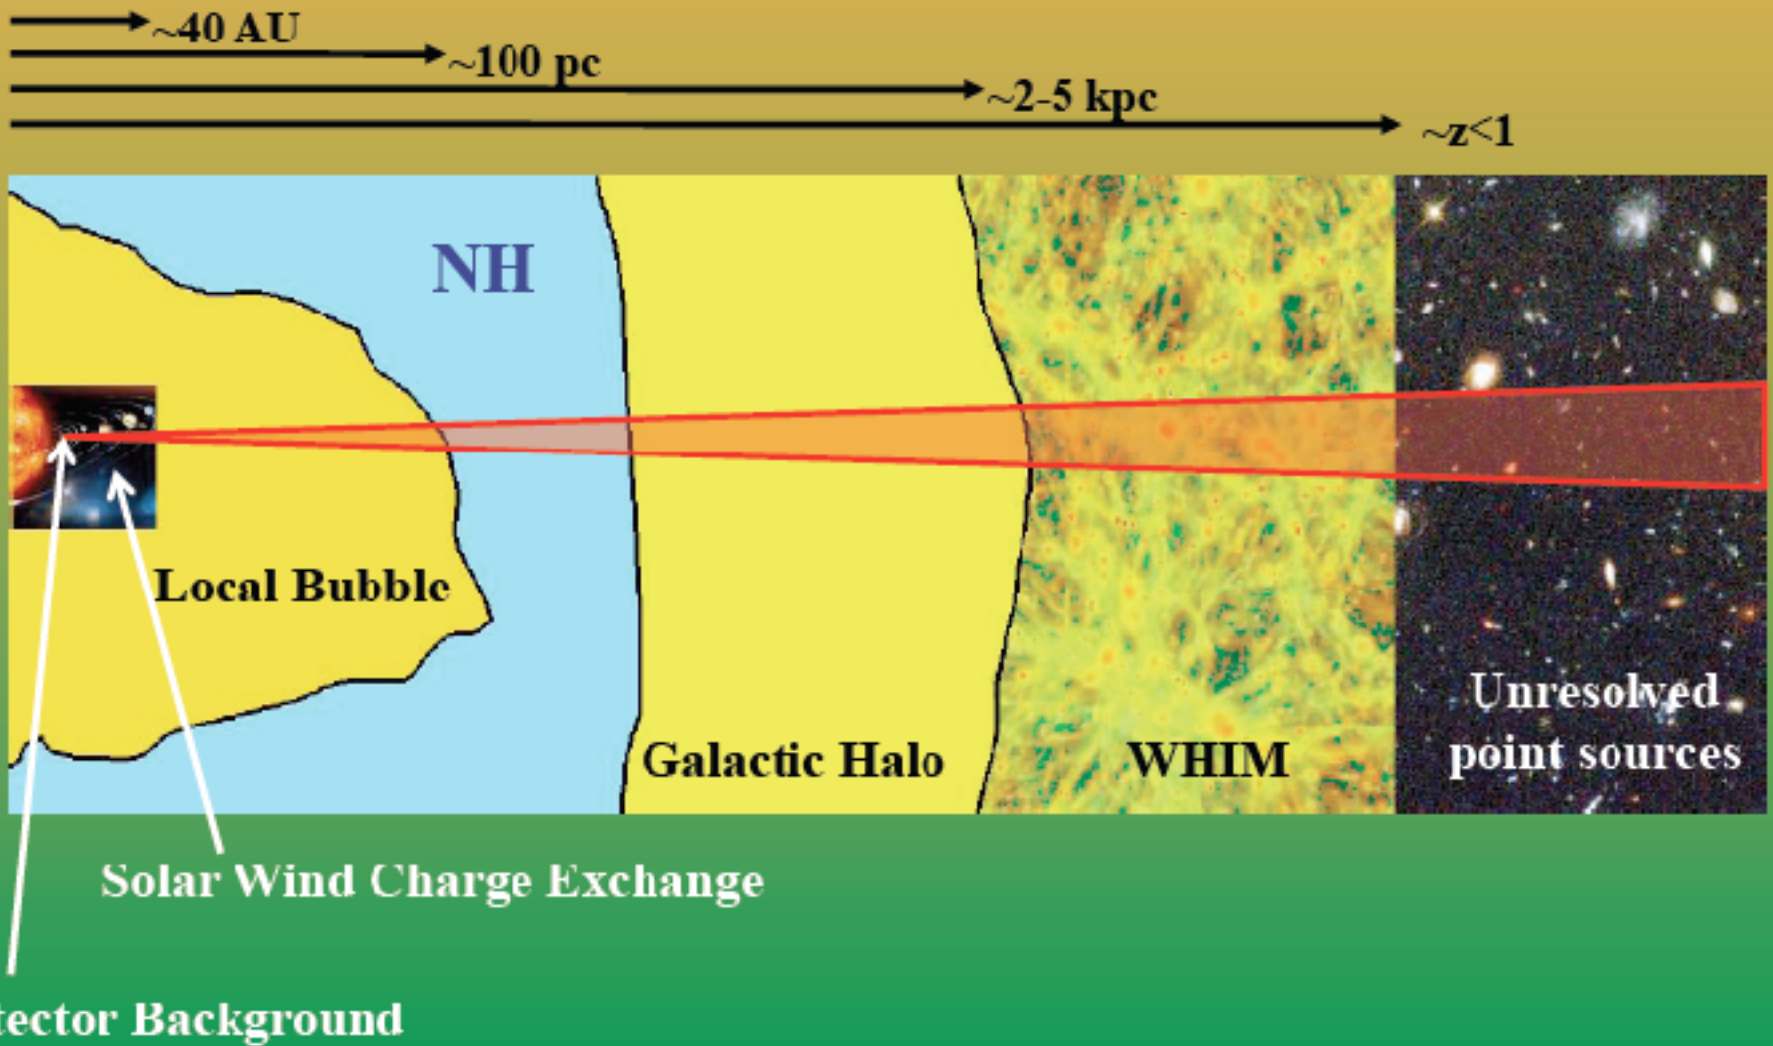 ~40 AU
~100 pc
~2-5 kpc
~z<1
NH
Local Bubble
Galactic Halo
WHIM
Unresolved
point sources
Solar Wind Charge Exchange
tector Background